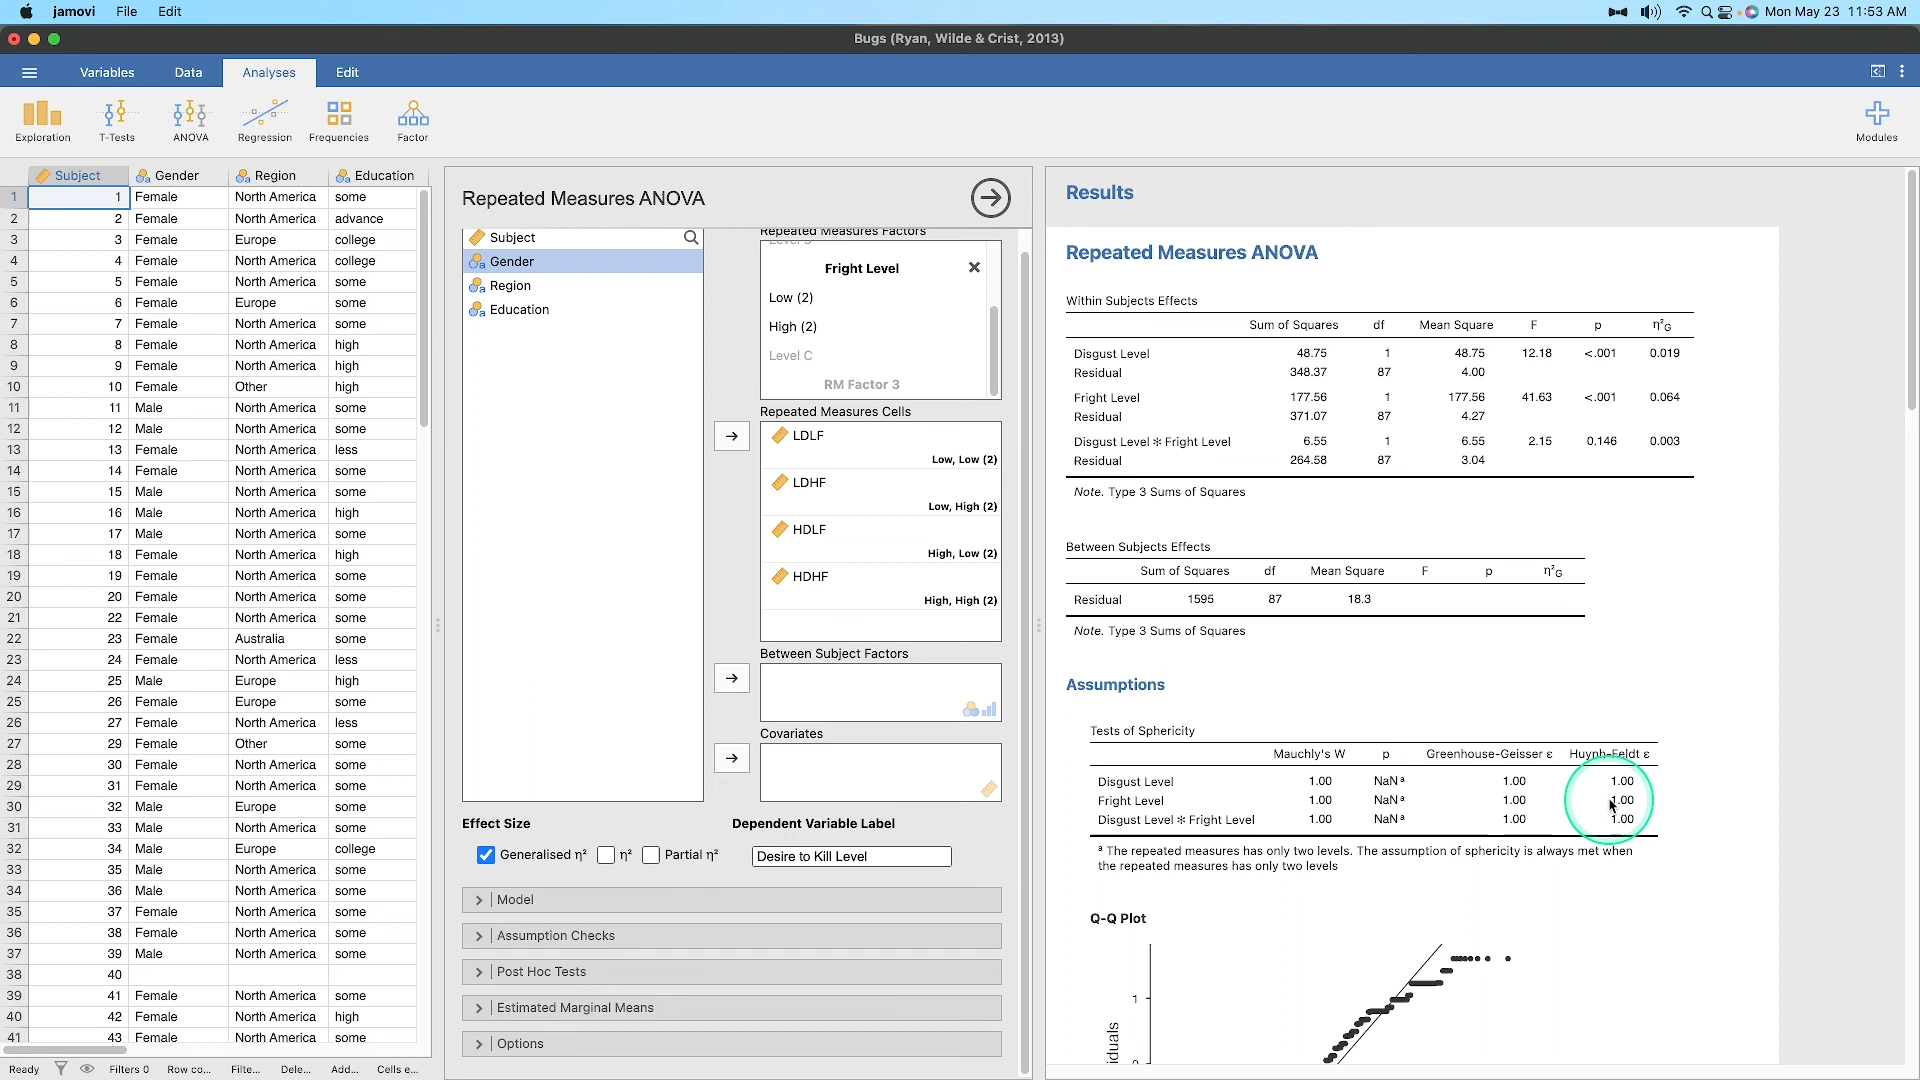 jamovi File Edit Mon May 23 11:53 AM
Bugs (Ryan, Wilde & Crist, 2013)
Variables Data Analyses Edit
Exploration T-Tests ANOVA Regression Frequencies Factor Modules
Subject Gender Region Education
1 1 Female North America some
2 2 Female North America advance
3 3 Female Europe college
4 4 Female North America college
5 5 Female North America some
6 6 Female Europe some
7 7 Female North America some
8 8 Female North America high
9 9 Female North America high
10 10 Female Other high
11 11 Male North America some
12 12 Male North America some
13 13 Female North America less
14 14 Female North America some
15 15 Male North America some
16 16 Male North America high
17 17 Male North America some
18 18 Female North America high
19 19 Female North America some
20 20 Female North America some
21 22 Female North America some
22 23 Female Australia some
23 24 Female North America less
24 25 Male Europe high
25 26 Female Europe some
26 27 Female North America less
27 29 Female Other some
28 30 Female North America some
29 31 Female North America some
30 32 Male Europe some
31 33 Male North America some
32 34 Male Europe college
33 35 Male North America some
34 36 Male North America some
35 37 Female North America some
36 38 Female North America some
37 39 Male North America some
38 40
39 41 Female North America some
40 42 Female North America high
41 43 Female North America some
Ready Filters 0 Row co... Filte... Dele... Add... Cells e...
Repeated Measures ANOVA
Subject
Gender
Region
Education
Repeated Measures Factors
Fright Level
Low (2)
High (2)
Level C
RM Factor 3
Repeated Measures Cells
LDLF
Low, Low (2)
LDHF
Low, High (2)
HDLF
High, Low (2)
HDHF
High, High (2)
Between Subject Factors
Covariates
Effect Size Dependent Variable Label
Generalised η² η² Partial η² Desire to Kill Level
Model
Assumption Checks
Post Hoc Tests
Estimated Marginal Means
Options
Results
Repeated Measures ANOVA
Within Subjects Effects
Sum of Squares df Mean Square F p η²G
Disgust Level 48.75 1 48.75 12.18 <.001 0.019
Residual 348.37 87 4.00
Fright Level 177.56 1 177.56 41.63 <.001 0.064
Residual 371.07 87 4.27
Disgust Level ✻ Fright Level 6.55 1 6.55 2.15 0.146 0.003
Residual 264.58 87 3.04
Note. Type 3 Sums of Squares
Between Subjects Effects
Sum of Squares df Mean Square F p η²G
Residual 1595 87 18.3
Note. Type 3 Sums of Squares
Assumptions
Tests of Sphericity
Mauchly's W p Greenhouse-Geisser ε Huynh-Feldt ε
Disgust Level 1.00 NaN ᵃ 1.00 1.00
Fright Level 1.00 NaN ᵃ 1.00 1.00
Disgust Level ✻ Fright Level 1.00 NaN ᵃ 1.00 1.00
ᵃ The repeated measures has only two levels. The assumption of sphericity is always met when
the repeated measures has only two levels
Q-Q Plot
1